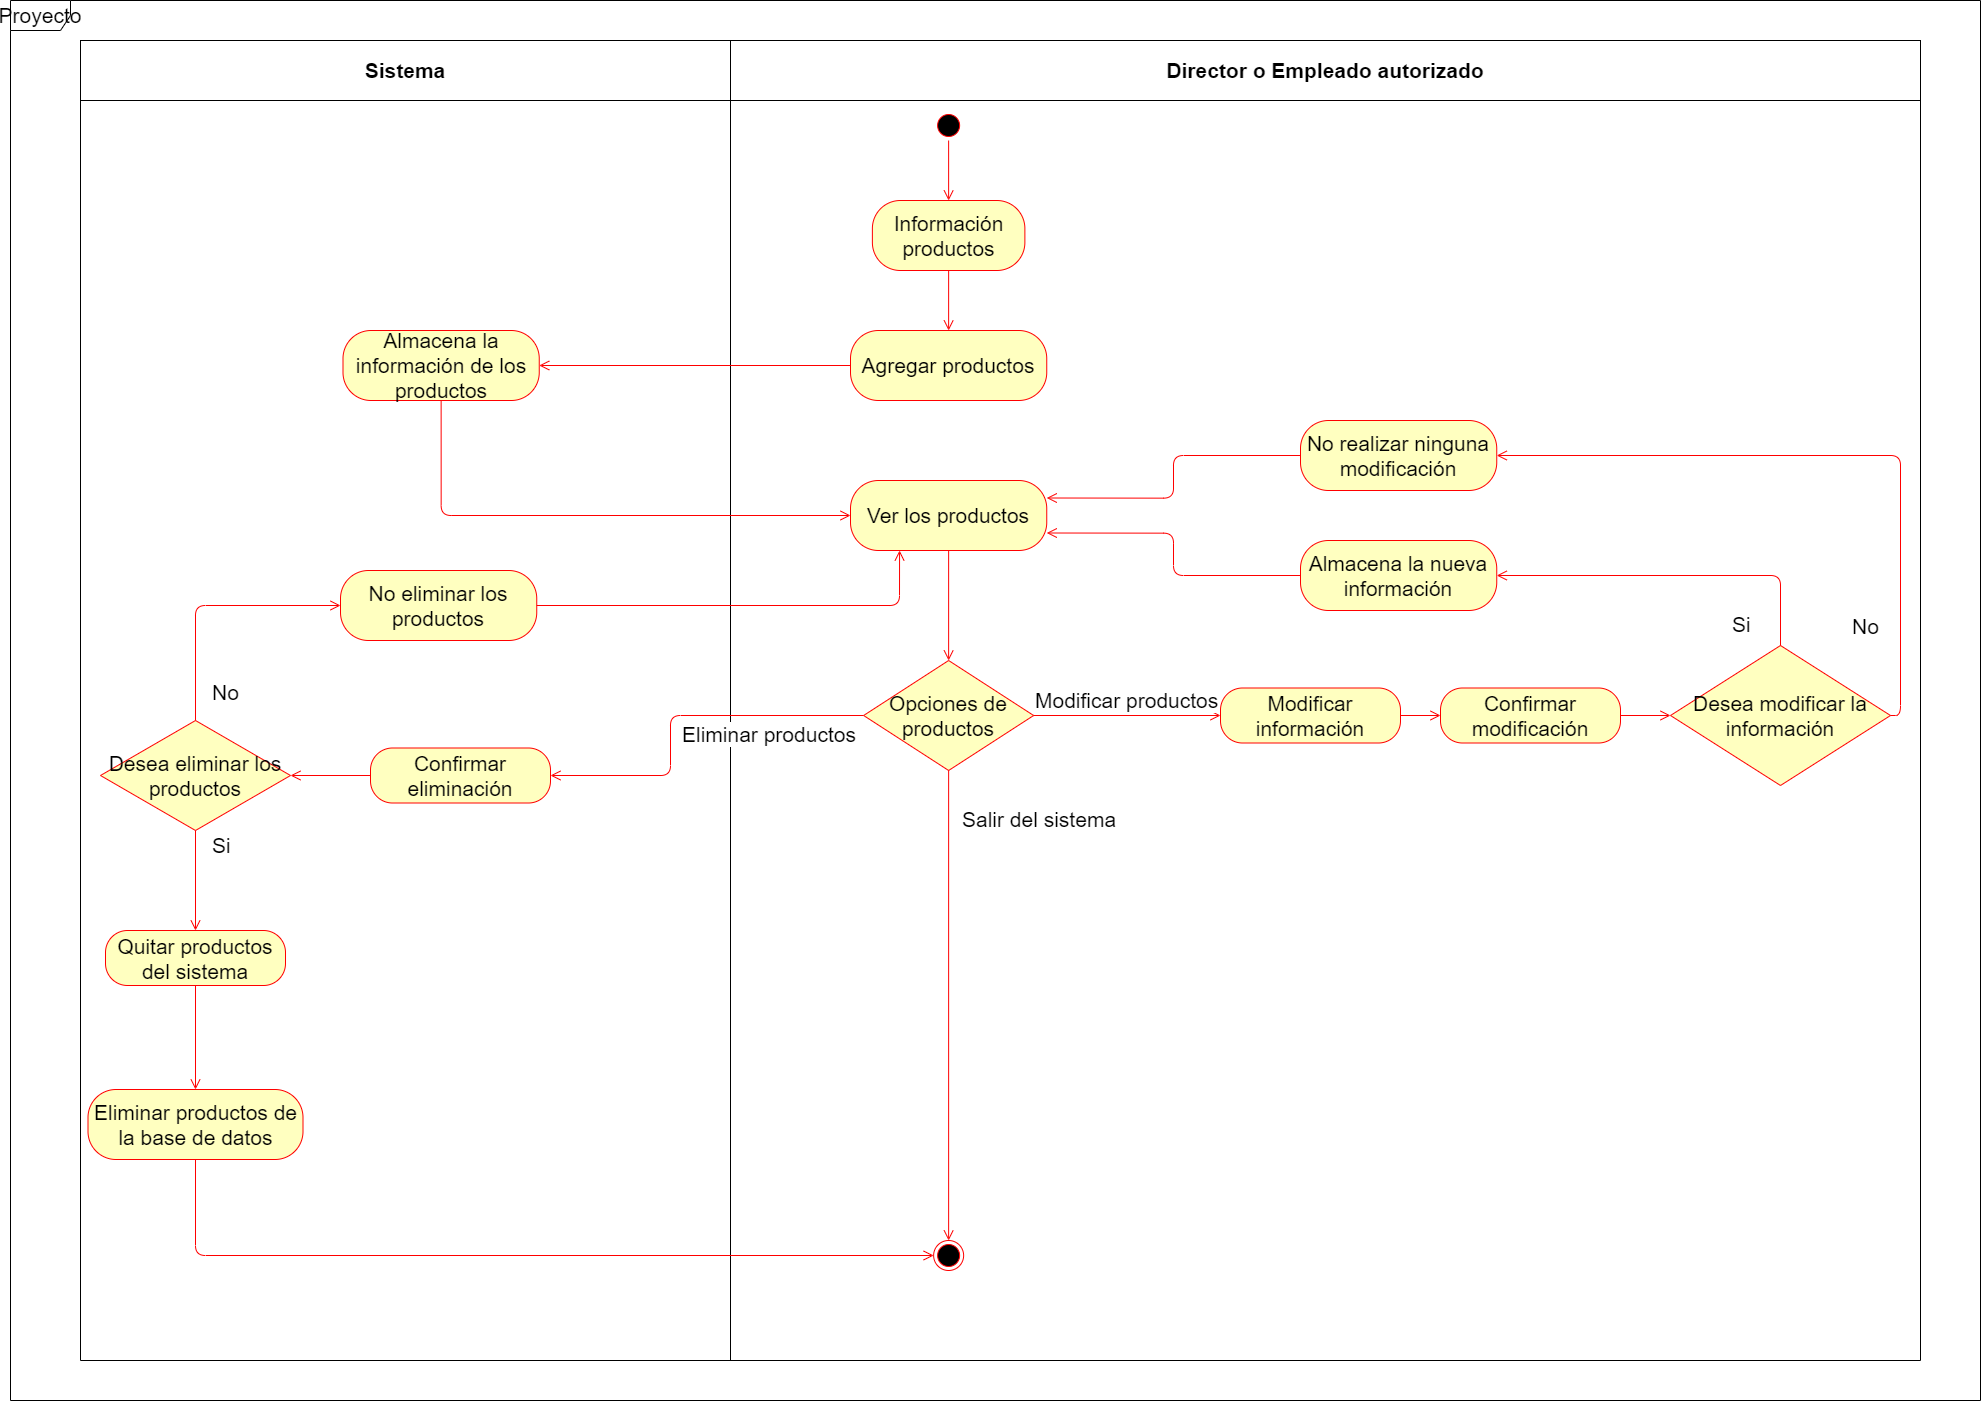 Proyecto
Sistema
Director o Empleado autorizado
Información
productos
Almacena la
información de los
productos
Agregar productos
No realizar ninguna
modificación
Ver los productos
Almacena la nueva
información
No eliminar los
productos
Si
No
No
Opciones de
productos
Modificar productos
Modificar
información
Confirmar
modificación
Desea modificar la
información
Eliminar productos
Desea eliminar los
productos
Confirmar
eliminación
Salir del sistema
Si
Quitar productos
del sistema
Eliminar productos de
la base de datos